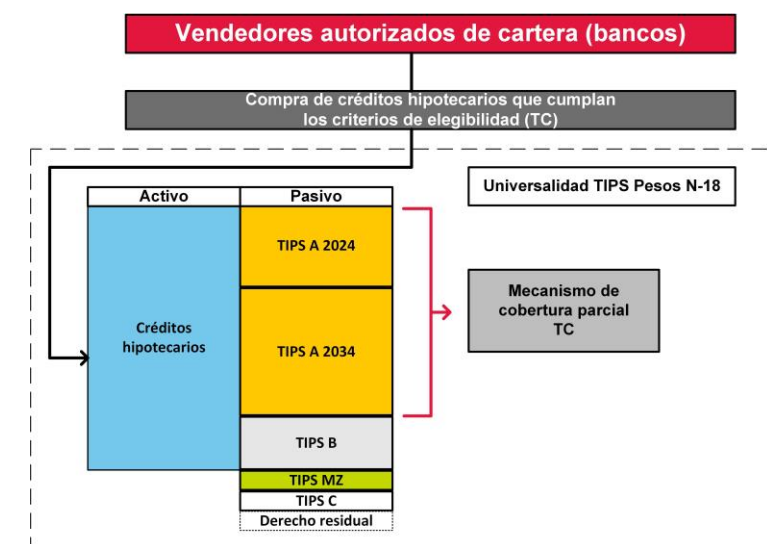 Vendedores autorizados de cartera (bancos)
Compra de créditos hipotecarios que cumplan
los criterios de elegibilidad (TC)
Universalidad TIPS Pesos N-18
Activo
Pasivo
TIPS A 2024
Mecanismo de
cobertura parcial
TC
Créditos
hipotecarios
TIPS A 2034
TIPS B
TIPS MZ
TIPS C
Derecho residual